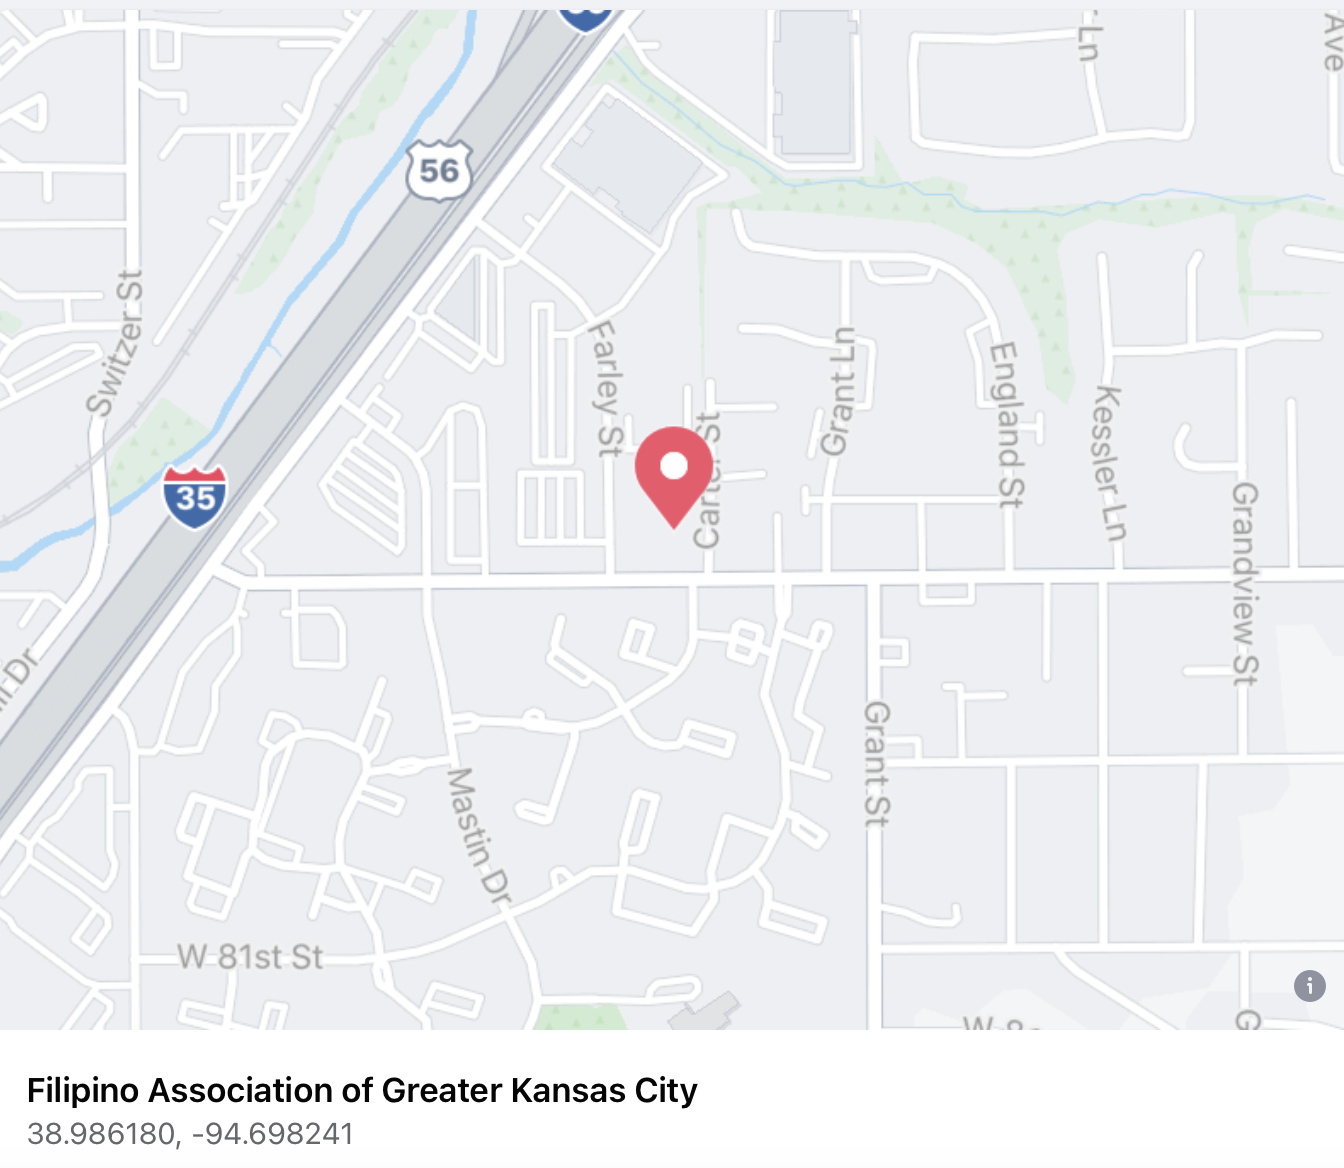 Ln
Ave
56
Switzer St
Farley St
Grant Ln
England St
Carter St
Kessler Ln
35
Grandview St
Dr
Grant St
Mastin Dr
W 81st St
Filipino Association of Greater Kansas City
38.986180, -94.698241